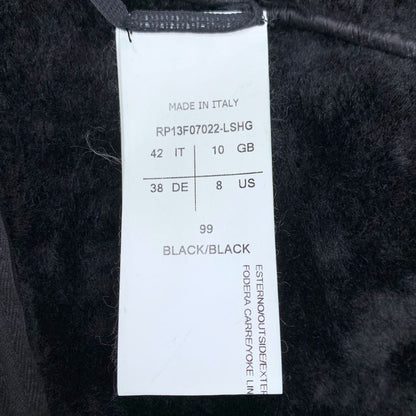 MADE IN ITALY
RP13F07022-LSHG
42 IT 10 GB
38 DE 8 US
99
BLACK/BLACK
ESTERNO/OUTSIDE/EXTE
FODERA CARRE/YOKE LIN